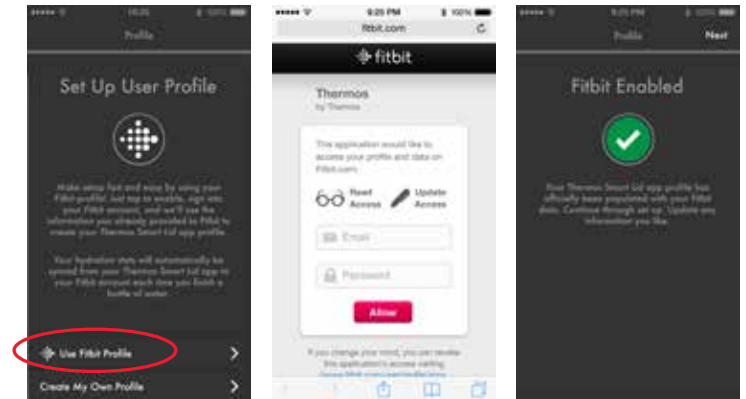 Profile
Set Up User Profile
Make setup fast and easy by using your
Fitbit profile! Just tap to enable, sign into
your Fitbit account, and we'll use the
information you already provided to Fitbit to
create your Thermos Smart Lid app profile.
Your hydration stats will automatically be
synced from your Thermos Smart Lid app to
your Fitbit account each time you finish a
bottle of water.
Use Fitbit Profile
Create My Own Profile
9:25 PM
100%
fitbit.com
fitbit
Thermos
by Thermos
This application would like to
access your profile and data on
Fitbit.com.
Read
Access
Update
Access
Email
Password
Allow
If you change your mind, you can revoke
this application's access visiting
Profile
Next
Fitbit Enabled
Your Thermos Smart Lid app profile has
officially been populated with your Fitbit
data. Continue through set up. Update any
information you like.